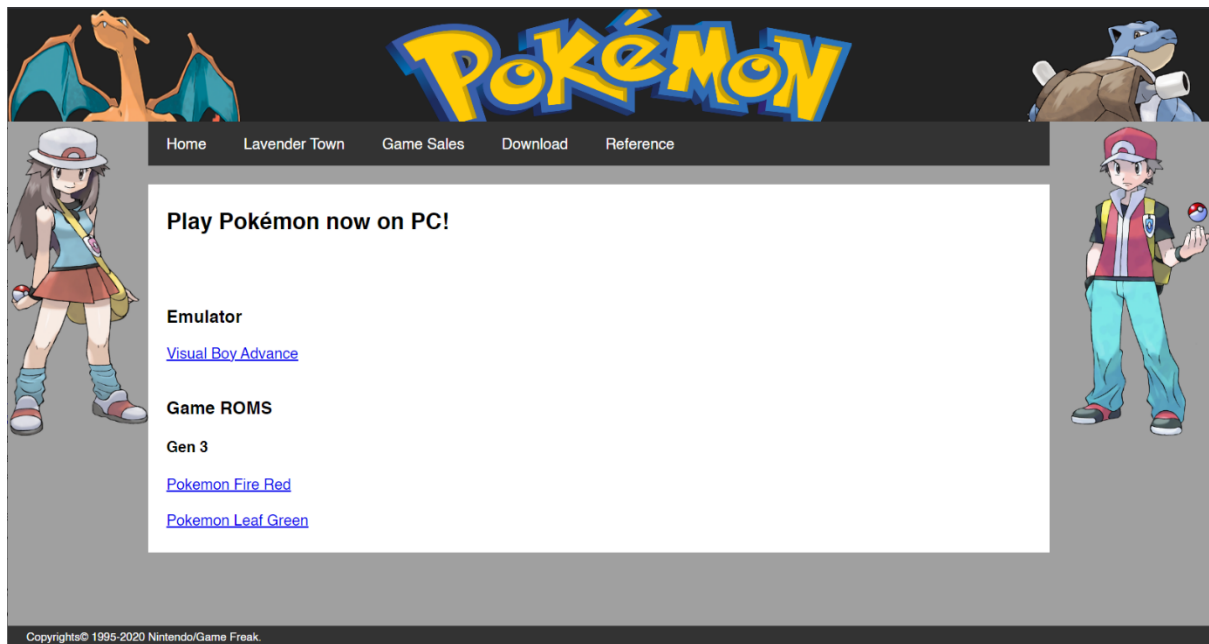 POKéMON
Home Lavender Town Game Sales Download Reference
Play Pokémon now on PC!
Emulator
Visual Boy Advance
Game ROMS
Gen 3
Pokemon Fire Red
Pokemon Leaf Green
Copyrights© 1995-2020 Nintendo/Game Freak.